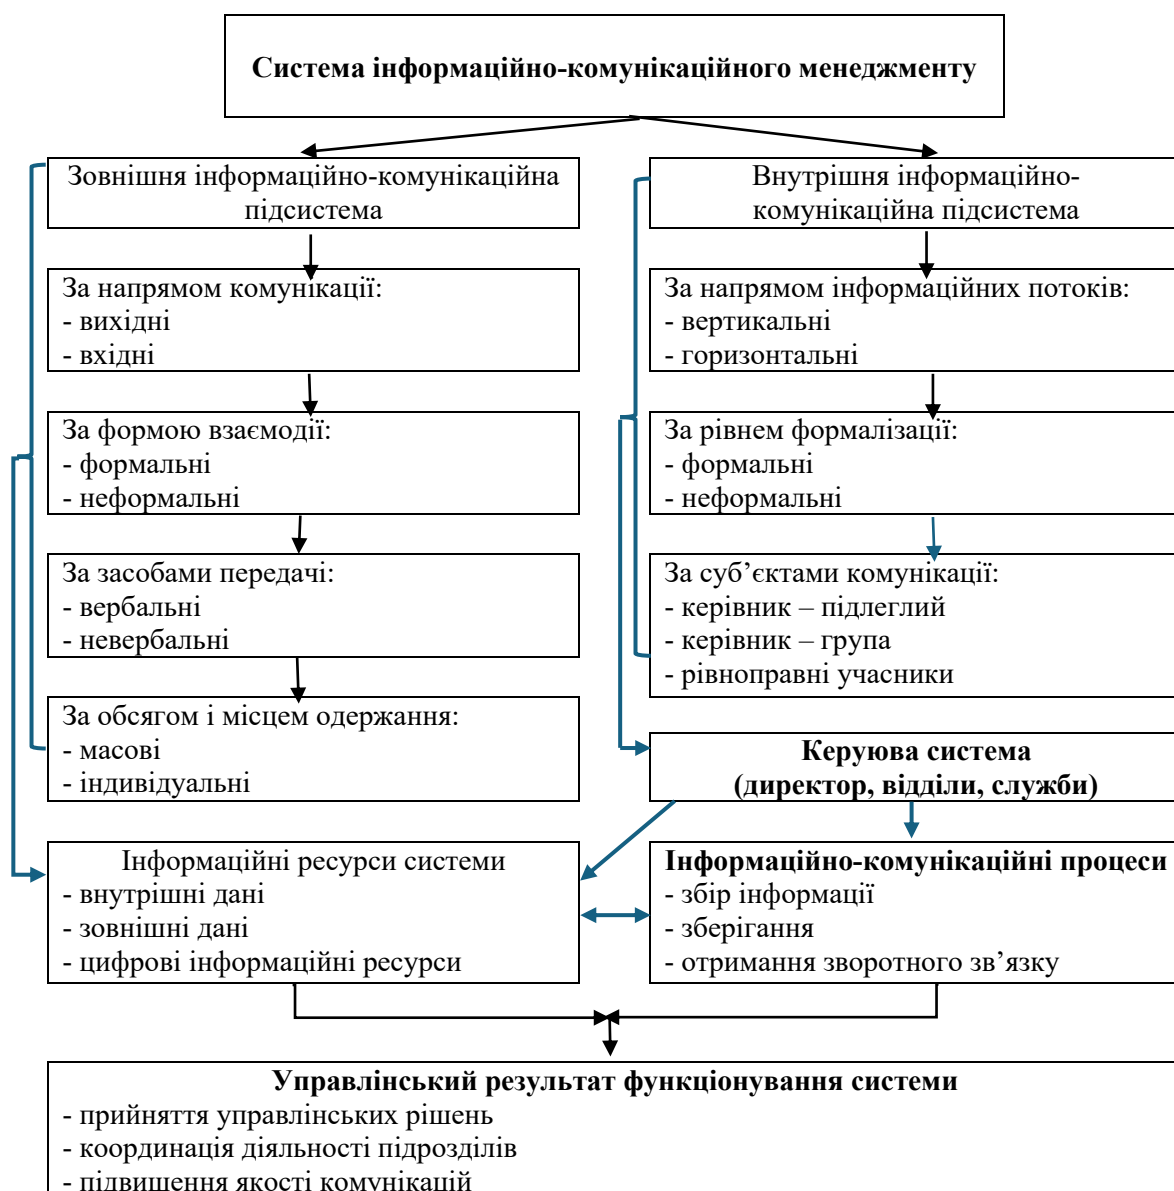 Система інформаційно-комунікаційного менеджменту
Зовнішня інформаційно-комунікаційна
підсистема
Внутрішня інформаційно-
комунікаційна підсистема
За напрямом комунікації:
- вихідні
- вхідні
За напрямом інформаційних потоків:
- вертикальні
- горизонтальні
За формою взаємодії:
- формальні
- неформальні
За рівнем формалізації:
- формальні
- неформальні
За засобами передачі:
- вербальні
- невербальні
За суб’єктами комунікації:
- керівник – підлеглий
- керівник – група
- рівноправні учасники
За обсягом і місцем одержання:
- масові
- індивідуальні
Керуюва система
(директор, відділи, служби)
Інформаційні ресурси системи
- внутрішні дані
- зовнішні дані
- цифрові інформаційні ресурси
Інформаційно-комунікаційні процеси
- збір інформації
- зберігання
- отримання зворотного зв’язку
Управлінський результат функціонування системи
- прийняття управлінських рішень
- координація діяльності підрозділів
- підвищення якості комунікацій